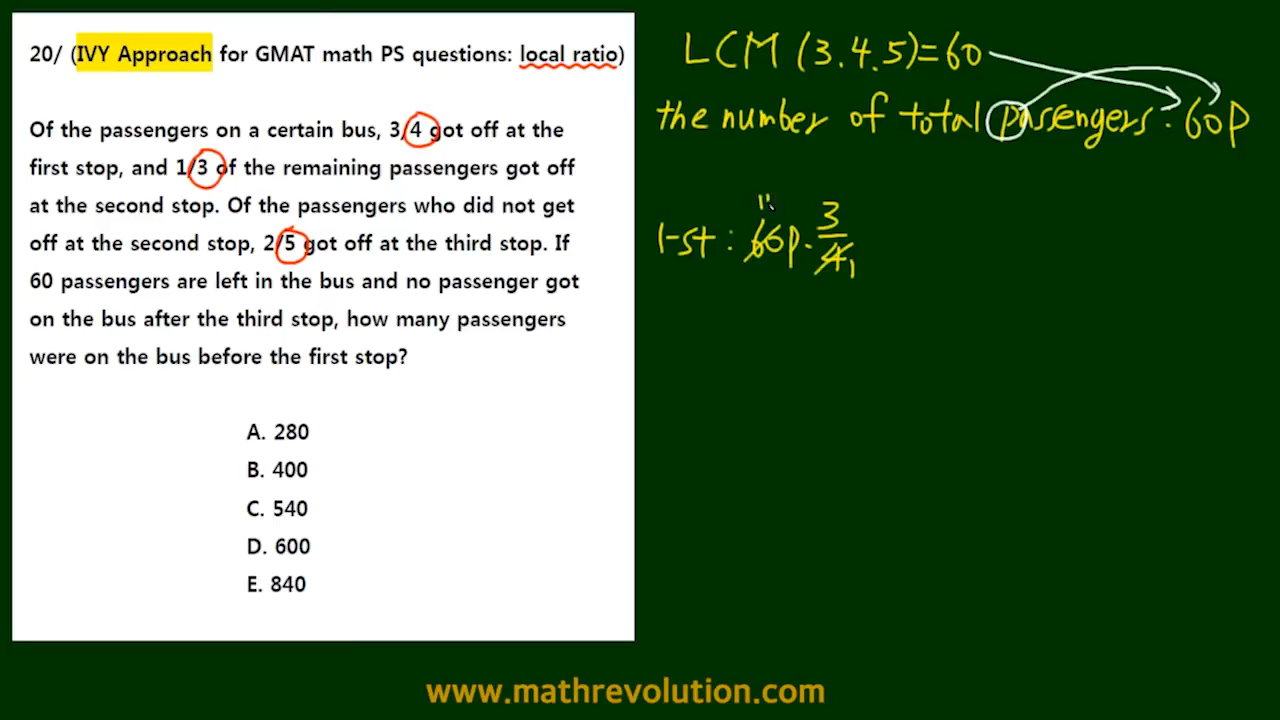 20/ (IVY Approach for GMAT math PS questions: local ratio)
Of the passengers on a certain bus, 3/4 got off at the
first stop, and 1/3 of the remaining passengers got off
at the second stop. Of the passengers who did not get
off at the second stop, 2/5 got off at the third stop. If
60 passengers are left in the bus and no passenger got
on the bus after the third stop, how many passengers
were on the bus before the first stop?
A. 280
B. 400
C. 540
D. 600
E. 840
LCM (3.4.5)=60
the number of total passengers : 60p
1-st : 60p · 3/4 1
www.mathrevolution.com